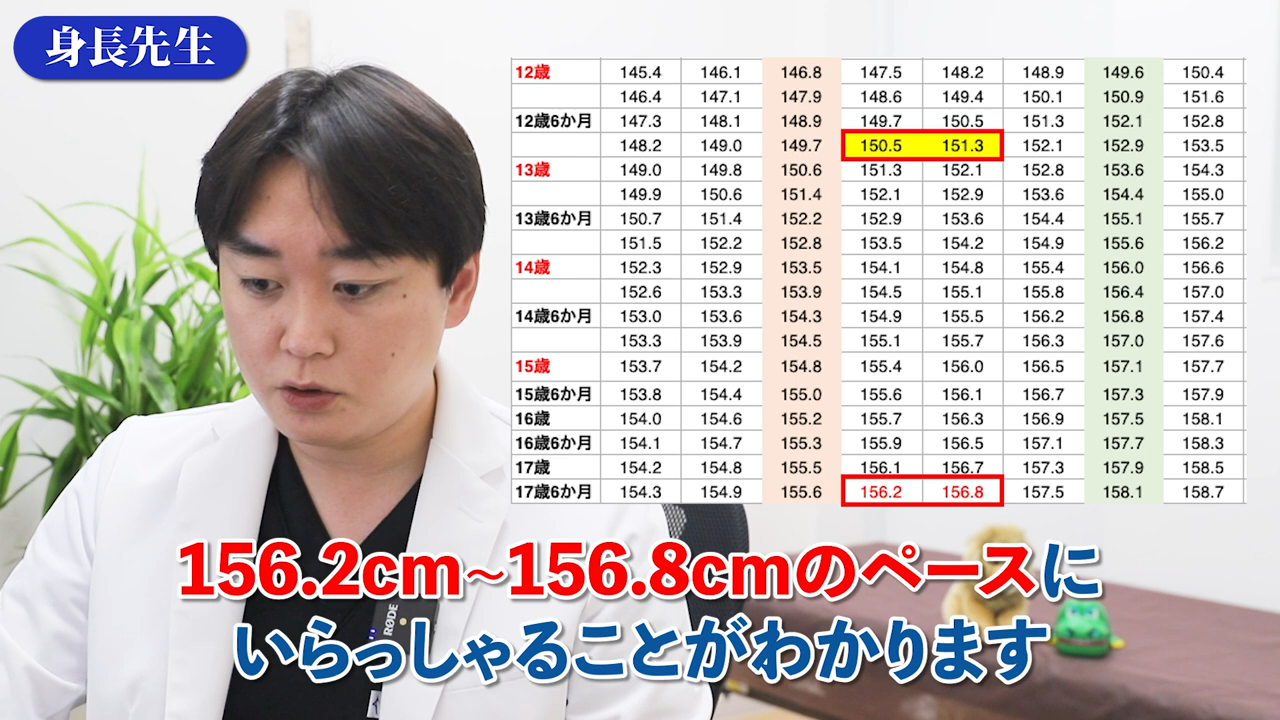 身長先生
12歳 145.4 146.1 146.8 147.5 148.2 148.9 149.6 150.4
146.4 147.1 147.9 148.6 149.4 150.1 150.9 151.6
12歳6か月 147.3 148.1 148.9 149.7 150.5 151.3 152.1 152.8
148.2 149.0 149.7 150.5 151.3 152.1 152.9 153.5
13歳 149.0 149.8 150.6 151.3 152.1 152.8 153.6 154.3
149.9 150.6 151.4 152.1 152.9 153.6 154.4 155.0
13歳6か月 150.7 151.4 152.2 152.9 153.6 154.4 155.1 155.7
151.5 152.2 152.8 153.5 154.2 154.9 155.6 156.2
14歳 152.3 152.9 153.5 154.1 154.8 155.4 156.0 156.6
152.6 153.3 153.9 154.5 155.1 155.8 156.4 157.0
14歳6か月 153.0 153.6 154.3 154.9 155.5 156.2 156.8 157.4
153.3 153.9 154.5 155.1 155.7 156.3 157.0 157.6
15歳 153.7 154.2 154.8 155.4 156.0 156.5 157.1 157.7
15歳6か月 153.8 154.4 155.0 155.6 156.1 156.7 157.3 157.9
16歳 154.0 154.6 155.2 155.7 156.3 156.9 157.5 158.1
16歳6か月 154.1 154.7 155.3 155.9 156.5 157.1 157.7 158.3
17歳 154.2 154.8 155.5 156.1 156.7 157.3 157.9 158.5
17歳6か月 154.3 154.9 155.6 156.2 156.8 157.5 158.1 158.7
156.2cm~156.8cmのペースに
RØDE
いらっしゃることがわかります